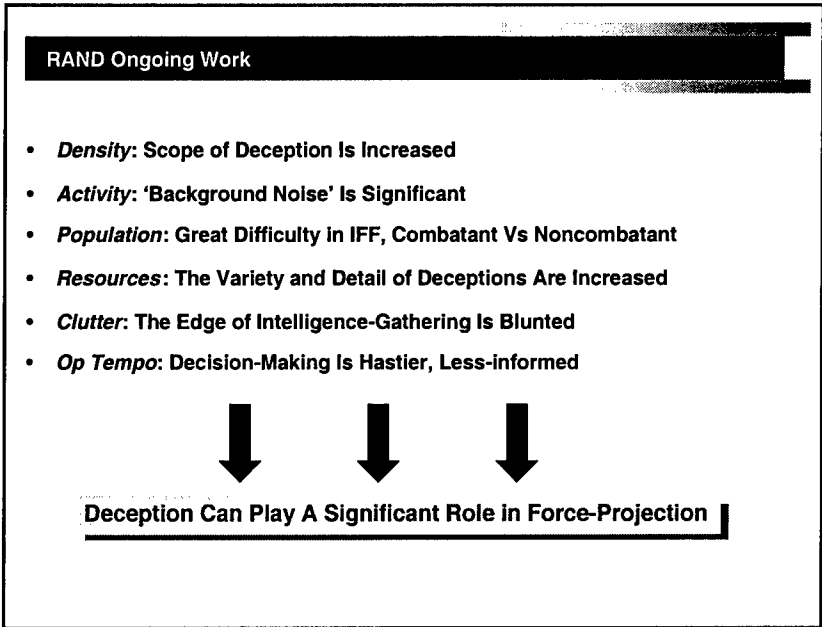 RAND Ongoing Work
• Density: Scope of Deception Is Increased
• Activity: 'Background Noise' Is Significant
• Population: Great Difficulty in IFF, Combatant Vs Noncombatant
• Resources: The Variety and Detail of Deceptions Are Increased
• Clutter: The Edge of Intelligence-Gathering Is Blunted
• Op Tempo: Decision-Making Is Hastier, Less-informed
Deception Can Play A Significant Role in Force-Projection